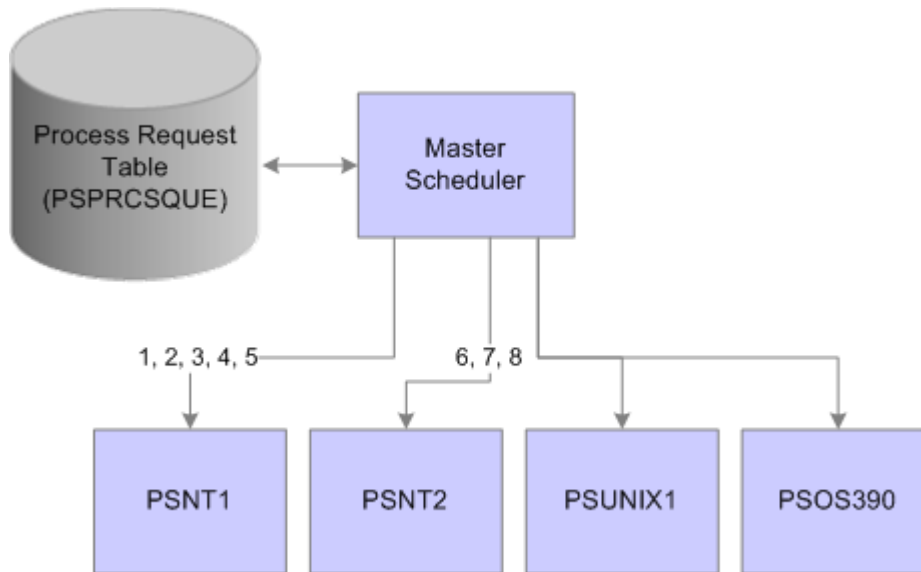 Process Request
Table
(PSPRCSQUE)
Master
Scheduler
1, 2, 3, 4, 5
6, 7, 8
PSNT1
PSNT2
PSUNIX1
PSOS390